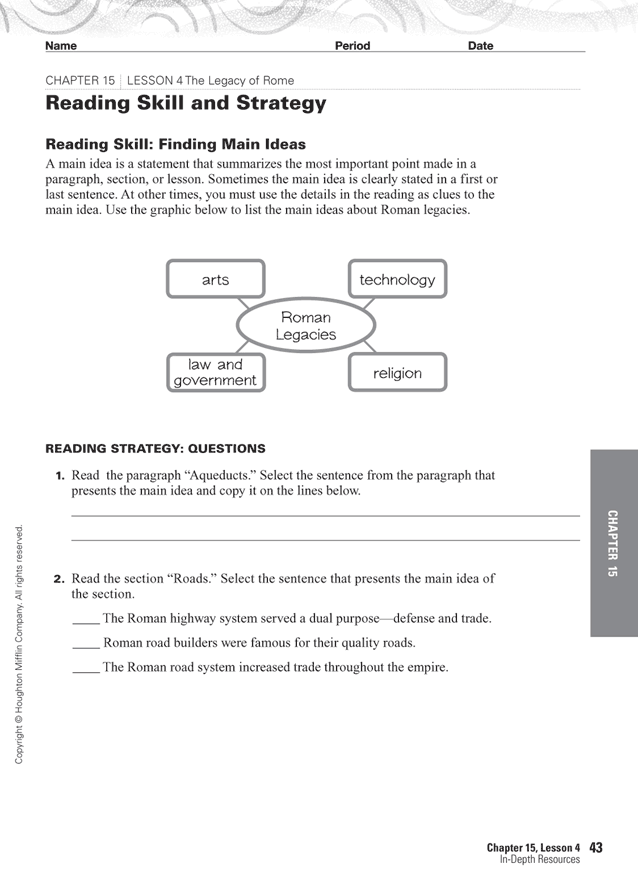 Name Period Date
CHAPTER 15 | LESSON 4 The Legacy of Rome
Reading Skill and Strategy
Reading Skill: Finding Main Ideas
A main idea is a statement that summarizes the most important point made in a
paragraph, section, or lesson. Sometimes the main idea is clearly stated in a first or
last sentence. At other times, you must use the details in the reading as clues to the
main idea. Use the graphic below to list the main ideas about Roman legacies.
arts
technology
Roman
Legacies
law and
government
religion
READING STRATEGY: QUESTIONS
1. Read the paragraph “Aqueducts.” Select the sentence from the paragraph that
presents the main idea and copy it on the lines below.
2. Read the section “Roads.” Select the sentence that presents the main idea of
the section.
____ The Roman highway system served a dual purpose—defense and trade.
____ Roman road builders were famous for their quality roads.
____ The Roman road system increased trade throughout the empire.
CHAPTER 15
Copyright © Houghton Mifflin Company. All rights reserved.
Chapter 15, Lesson 4 43
In-Depth Resources